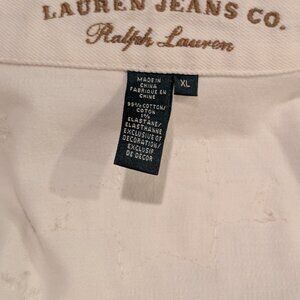 LAUREN JEANS CO.
Ralph Lauren
XL
MADE IN
CHINA
FABRIQUE EN
CHINE
99% COTTON/
COTON
1%
ELASTANE/
ELASTHANNE
EXCLUSIVE OF
DECORATION/
EXCLUSIF
DE DECOR